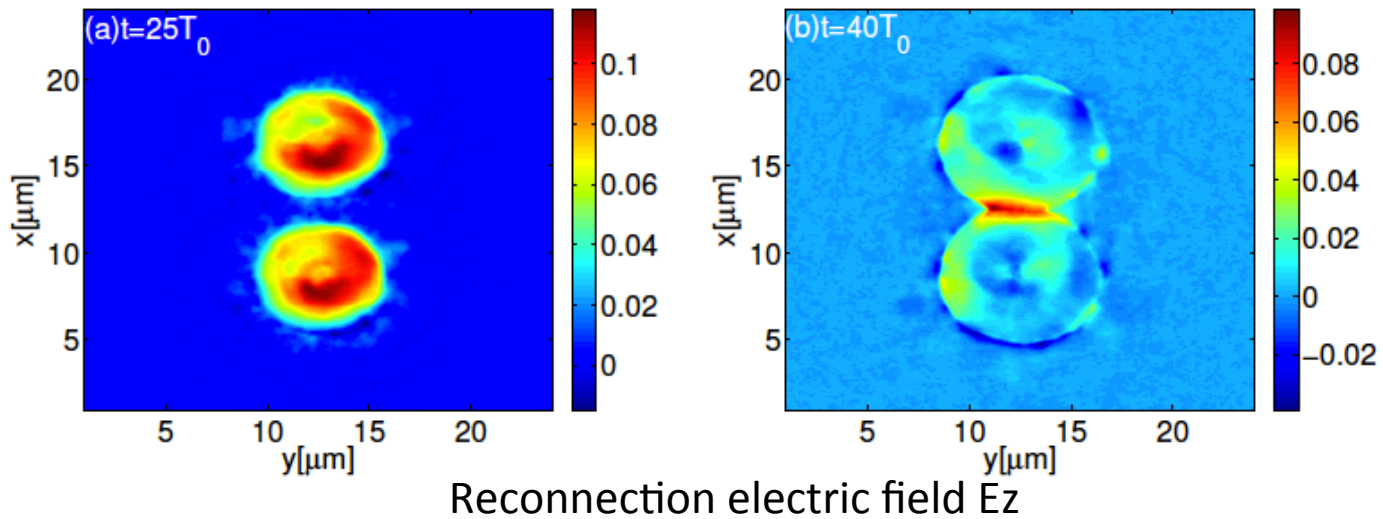 (a)t=25T0
20
15
10
5
x[μm]
5 10 15 20
y[μm]
0.1
0.08
0.06
0.04
0.02
0
(b)t=40T0
20
15
10
5
x[μm]
5 10 15 20
y[μm]
0.08
0.06
0.04
0.02
0
−0.02
Reconnection electric field Ez